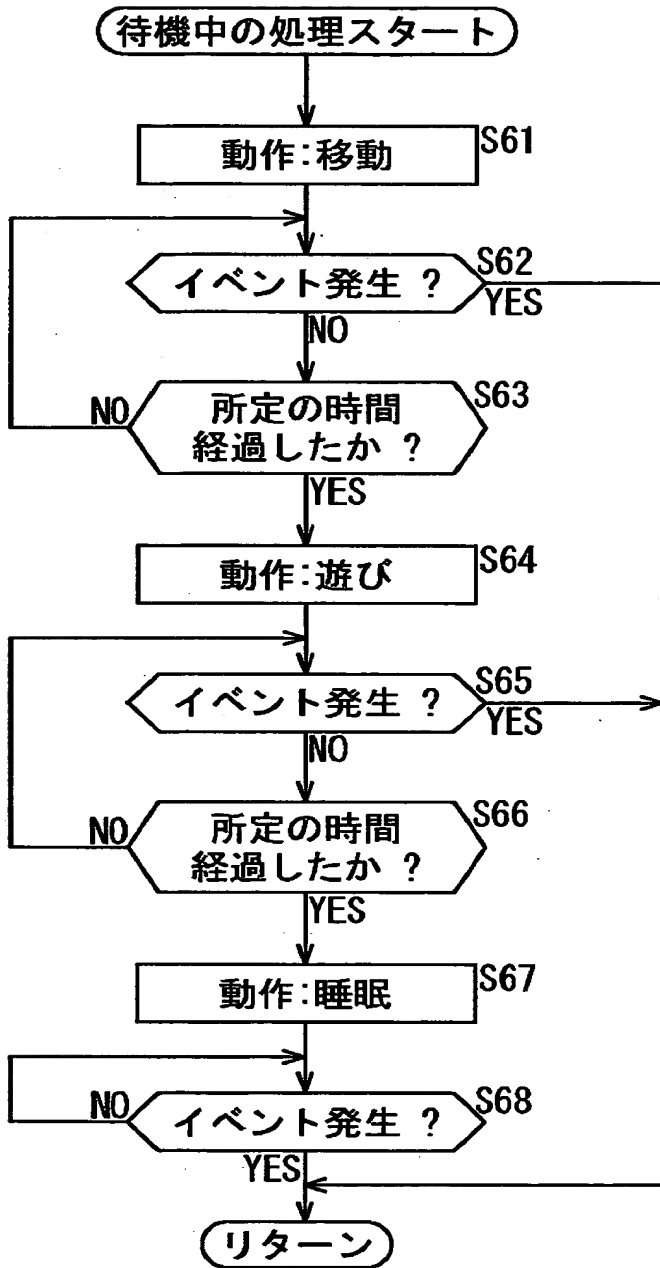 待機中の処理スタート
動作:移動
S61
イベント発生 ?
S62
YES
NO
所定の時間
経過したか ?
S63
NO
YES
動作:遊び
S64
イベント発生 ?
S65
YES
NO
所定の時間
経過したか ?
S66
NO
YES
動作:睡眠
S67
イベント発生 ?
S68
NO
YES
リターン